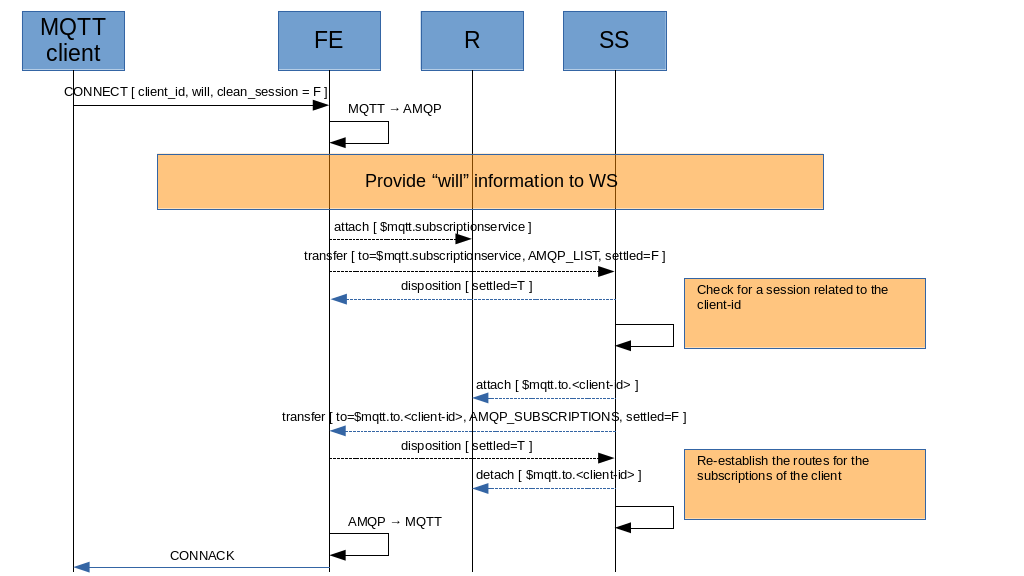 MQTT
client
FE
R
SS
CONNECT [ client_id, will, clean_session = F ]
MQTT → AMQP
Provide “will” information to WS
attach [ $mqtt.subscriptionservice ]
transfer [ to=$mqtt.subscriptionservice, AMQP_LIST, settled=F ]
disposition [ settled=T ]
Check for a session related to the
client-id
attach [ $mqtt.to.<client-id> ]
transfer [ to=$mqtt.to.<client-id>, AMQP_SUBSCRIPTIONS, settled=F ]
disposition [ settled=T ]
Re-establish the routes for the
subscriptions of the client
detach [ $mqtt.to.<client-id> ]
AMQP → MQTT
CONNACK